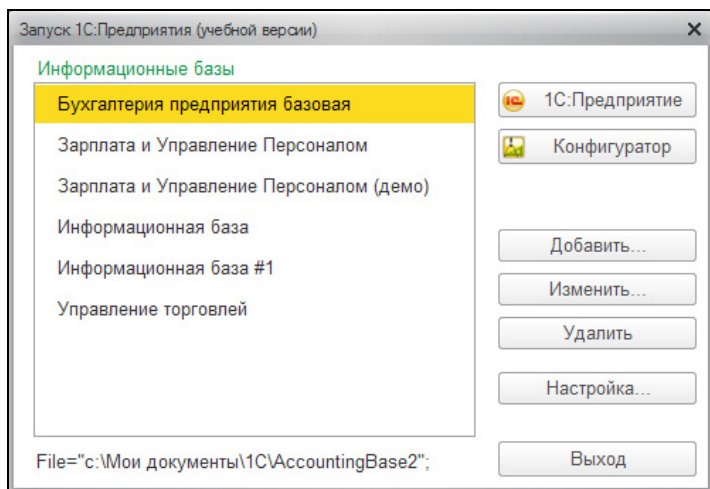 Запуск 1С:Предприятия (учебной версии)
Информационные базы
Бухгалтерия предприятия базовая
Зарплата и Управление Персоналом
Зарплата и Управление Персоналом (демо)
Информационная база
Информационная база #1
Управление торговлей
File="c:\Мои документы\1C\AccountingBase2";
1С:Предприятие
Конфигуратор
Добавить...
Изменить...
Удалить
Настройка...
Выход